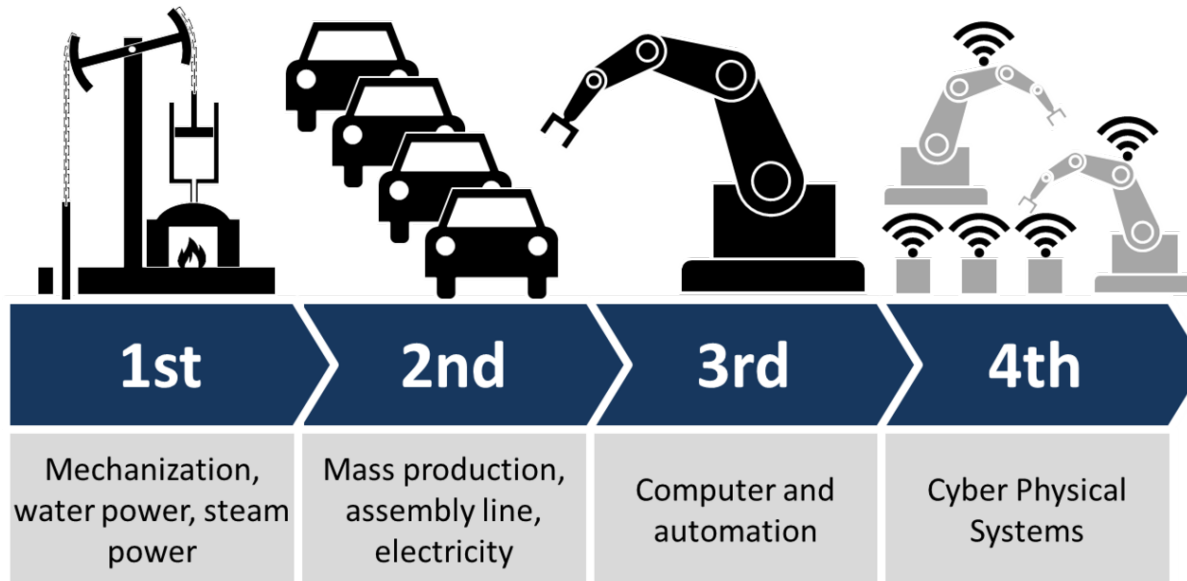 1st
2nd
3rd
4th
Mechanization,
water power, steam
power
Mass production,
assembly line,
electricity
Computer and
automation
Cyber Physical
Systems